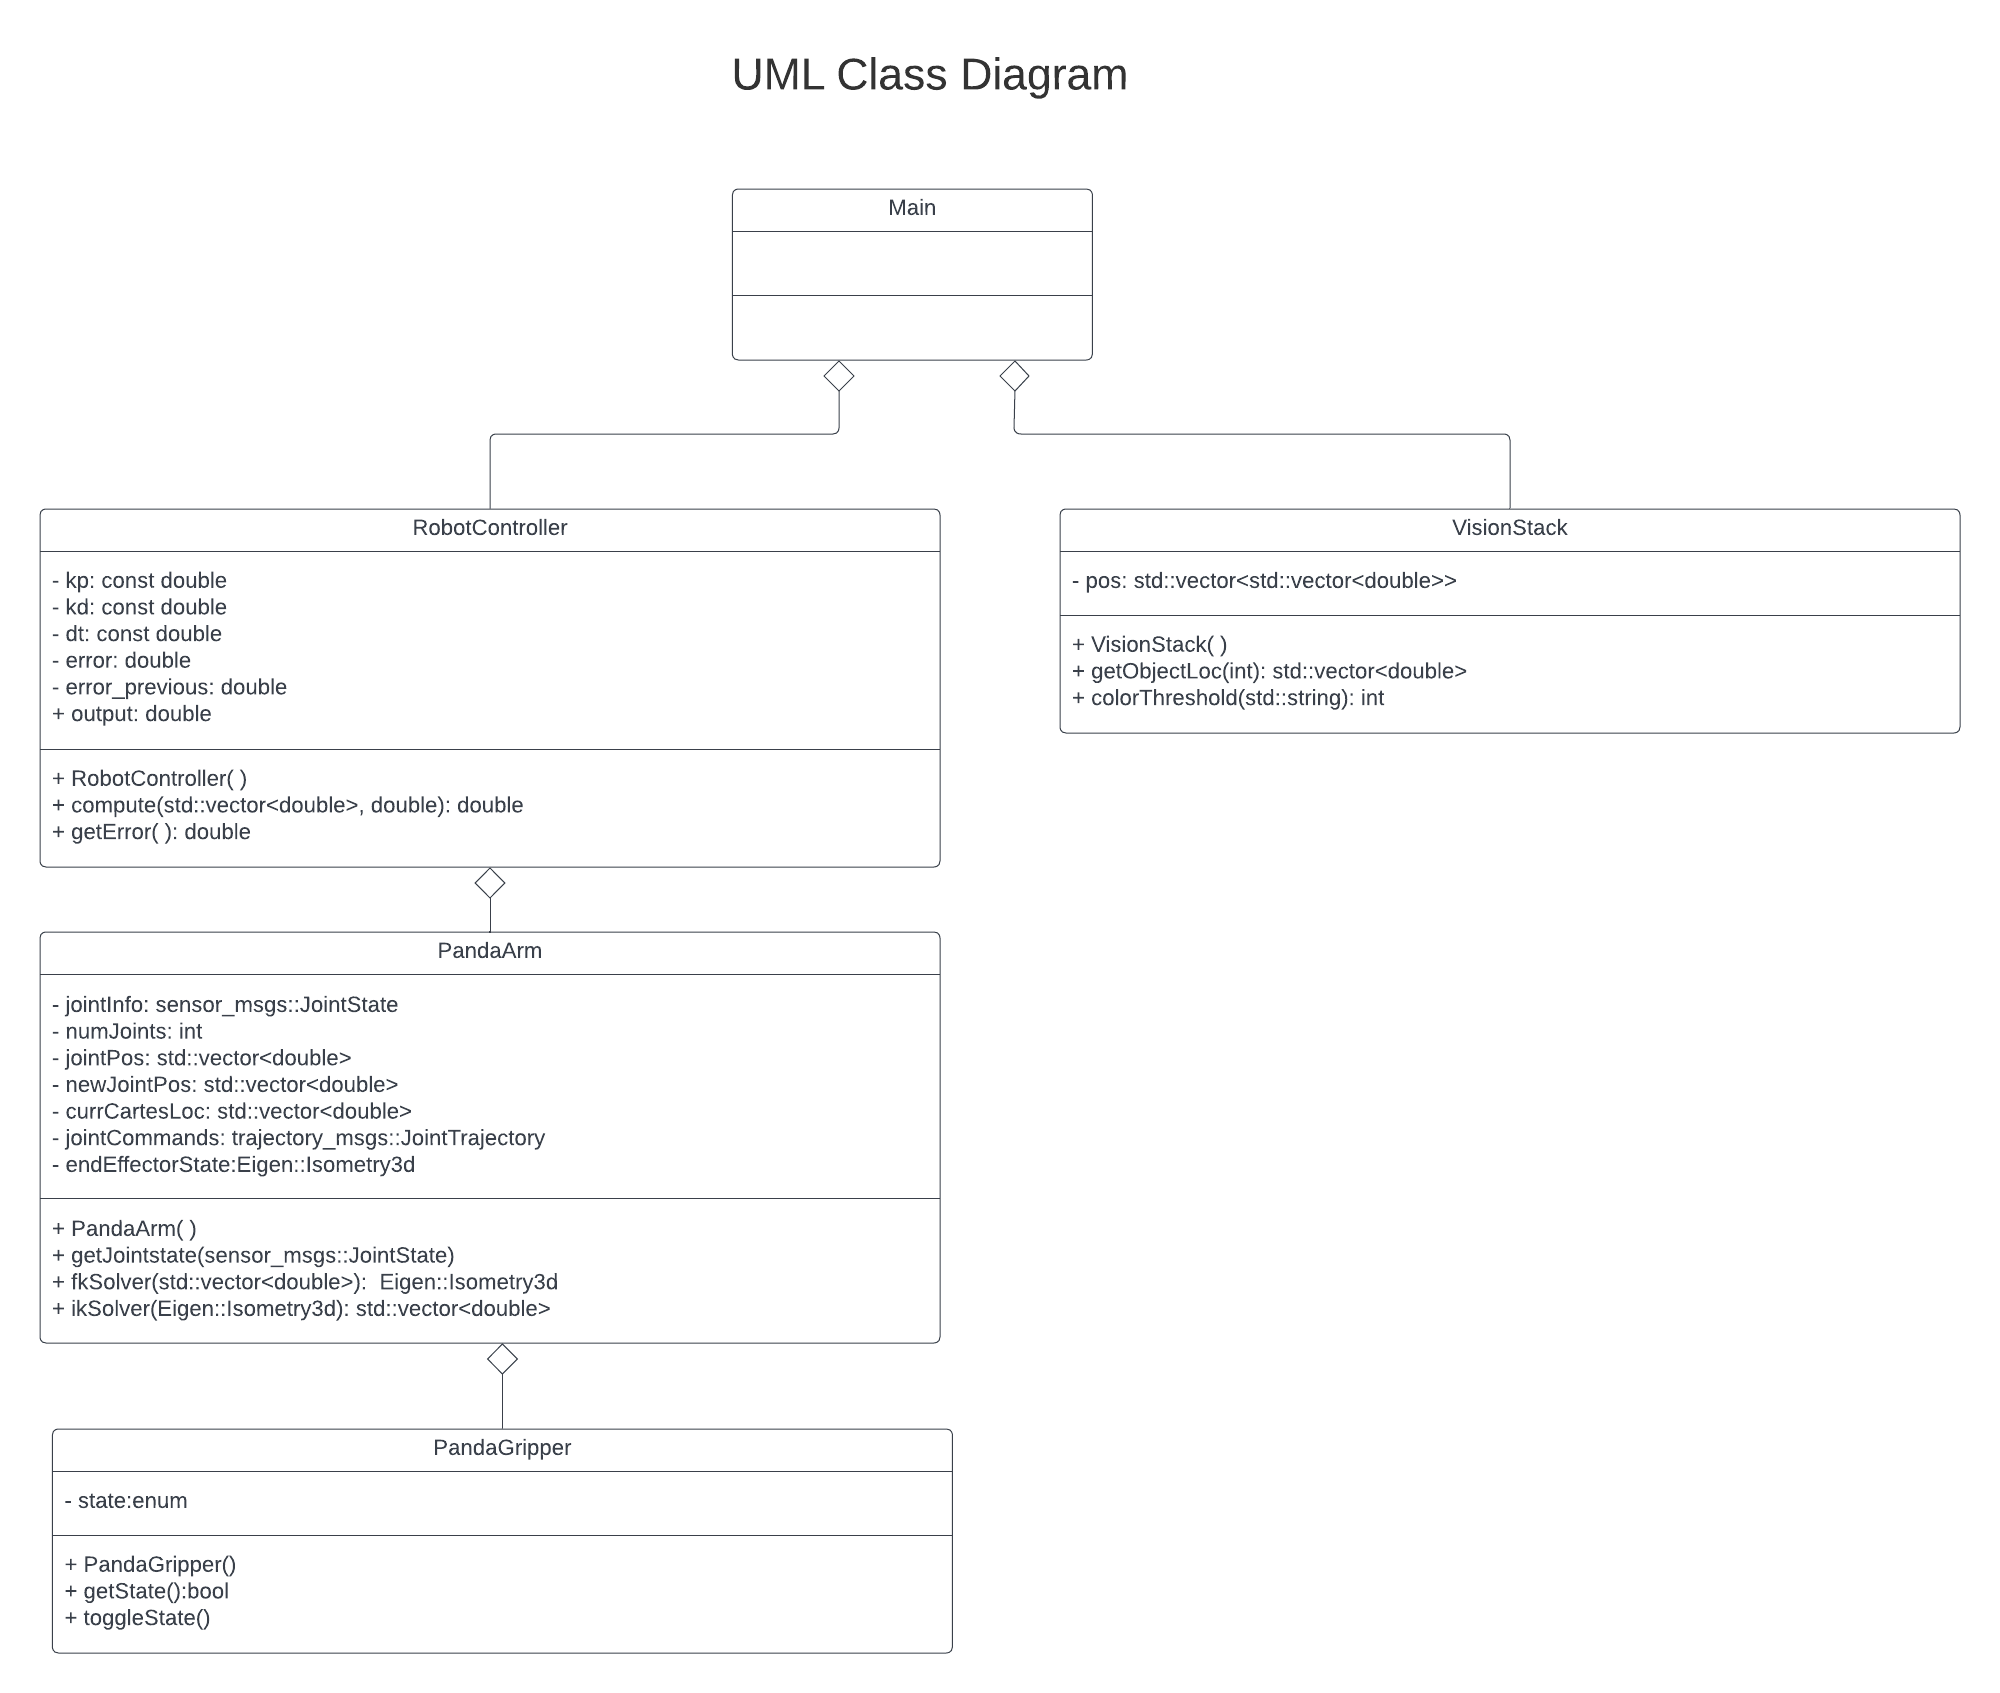 UML Class Diagram
Main
RobotController
- kp: const double
- kd: const double
- dt: const double
- error: double
- error_previous: double
+ output: double
+ RobotController( )
+ compute(std::vector<double>, double): double
+ getError( ): double
VisionStack
- pos: std::vector<std::vector<double>>
+ VisionStack( )
+ getObjectLoc(int): std::vector<double>
+ colorThreshold(std::string): int
PandaArm
- jointInfo: sensor_msgs::JointState
- numJoints: int
- jointPos: std::vector<double>
- newJointPos: std::vector<double>
- currCartesLoc: std::vector<double>
- jointCommands: trajectory_msgs::JointTrajectory
- endEffectorState:Eigen::Isometry3d
+ PandaArm( )
+ getJointstate(sensor_msgs::JointState)
+ fkSolver(std::vector<double>):  Eigen::Isometry3d
+ ikSolver(Eigen::Isometry3d): std::vector<double>
PandaGripper
- state:enum
+ PandaGripper()
+ getState():bool
+ toggleState()